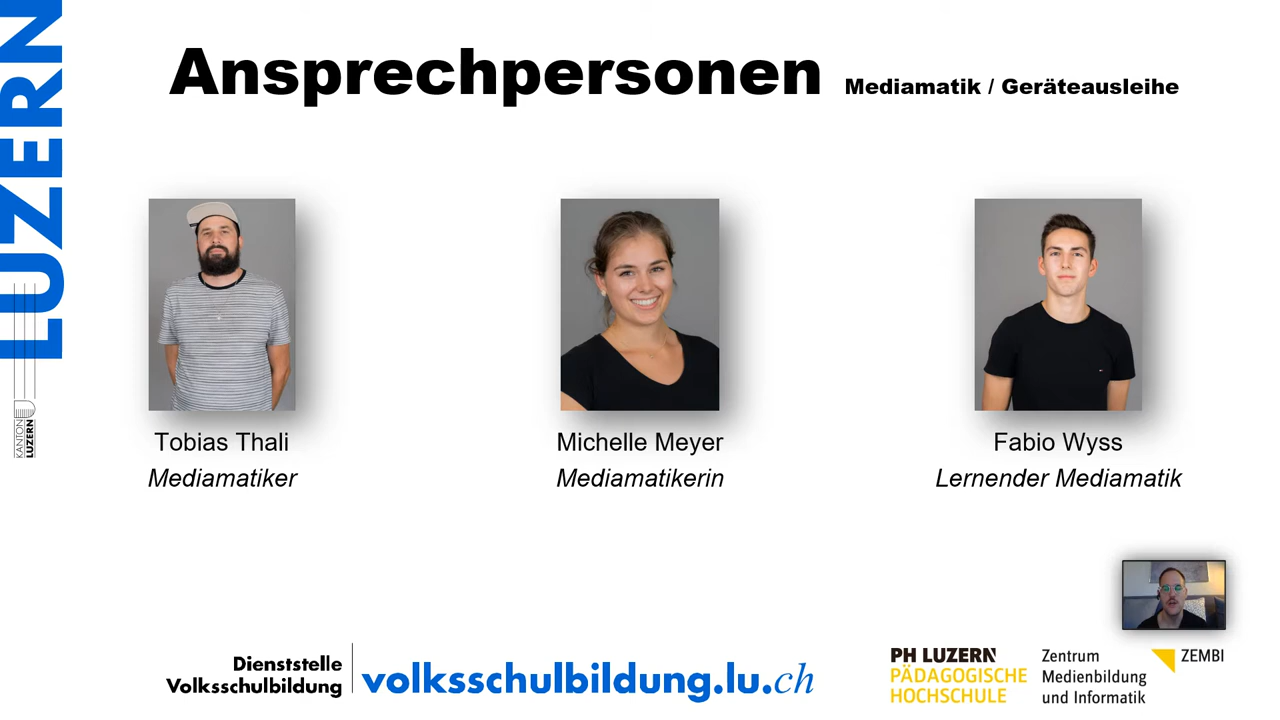 LUZERN
KANTON
LUZERN
Ansprechpersonen Mediamatik / Geräteausleihe
Tobias Thali
Mediamatiker
Michelle Meyer
Mediamatikerin
Fabio Wyss
Lernender Mediamatik
Dienststelle
Volksschulbildung
volksschulbildung.lu.ch
PH LUZERN
PÄDAGOGISCHE
HOCHSCHULE
Zentrum
Medienbildung
und Informatik
ZEMBI